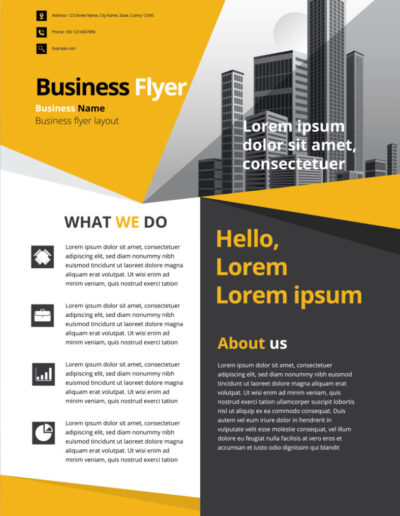 Address, 123 Street Name, City Name, State, Cuntry 12340
Phone, +00 123 4567890
Example.com
Business Flyer
Business Name
Business flyer layout
Lorem ipsum
dolor sit amet,
consectetuer
WHAT WE DO
Lorem ipsum dolor sit amet, consectetuer
adipiscing elit, sed diam nonummy nibh
euismod tincidunt ut laoreet dolore magna
aliquam erat volutpat. Ut wisi enim ad
minim veniam, quis nostrud exerci tation
Lorem ipsum dolor sit amet, consectetuer
adipiscing elit, sed diam nonummy nibh
euismod tincidunt ut laoreet dolore magna
aliquam erat volutpat. Ut wisi enim ad
minim veniam, quis nostrud exerci tation
Lorem ipsum dolor sit amet, consectetuer
adipiscing elit, sed diam nonummy nibh
euismod tincidunt ut laoreet dolore magna
aliquam erat volutpat. Ut wisi enim ad
minim veniam, quis nostrud exerci tation
Lorem ipsum dolor sit amet, consectetuer
adipiscing elit, sed diam nonummy nibh
euismod tincidunt ut laoreet dolore magna
aliquam erat volutpat. Ut wisi enim ad
minim veniam, quis nostrud exerci tation
Hello,
Lorem
Lorem ipsum
About us
Lorem ipsum dolor sit amet, consectetuer
adipiscing elit, sed diam nonummy nibh euismod
tincidunt ut laoreet dolore magna aliquam erat
volutpat. Ut wisi enim ad minim veniam, quis
nostrud exerci tation ullamcorper suscipit lobortis
nisl ut aliquip ex ea commodo consequat. Duis
autem vel eum iriure dolor in hendrerit in
vulputate velit esse molestie consequat, vel illum
dolore eu feugiat nulla facilisis at vero eros et
accumsan et iusto odio dignissim qui blandit